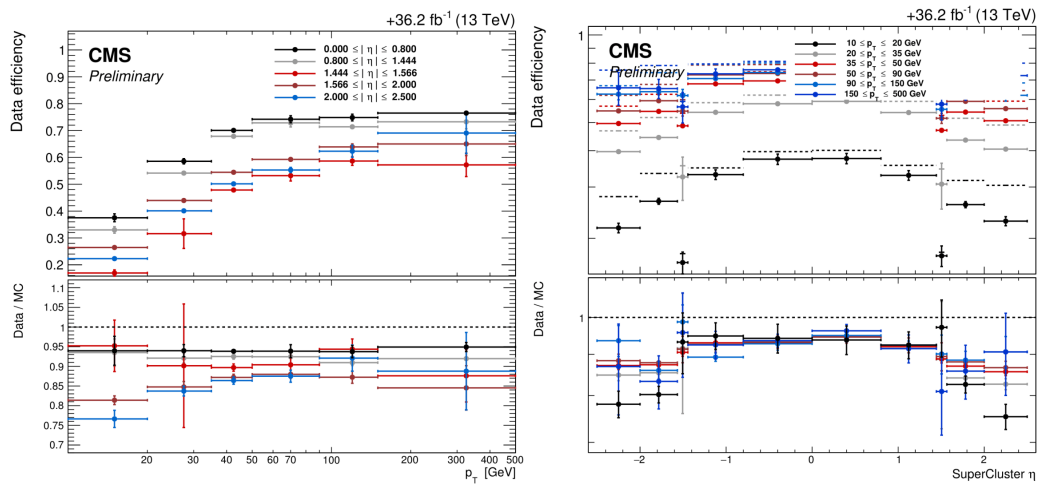 +36.2 fb⁻¹ (13 TeV)
CMS
Preliminary
0.000 ≤ | η | ≤ 0.800
0.800 ≤ | η | ≤ 1.444
1.444 ≤ | η | ≤ 1.566
1.566 ≤ | η | ≤ 2.000
2.000 ≤ | η | ≤ 2.500
Data efficiency
1
0.9
0.8
0.7
0.6
0.5
0.4
0.3
0.2
Data / MC
1.1
1.05
1
0.95
0.9
0.85
0.8
0.75
0.7
20 30 40 50 60 70 100 200 300 400 500
p_T [GeV]
+36.2 fb⁻¹ (13 TeV)
CMS
Preliminary
10 ≤ p_T ≤ 20 GeV
20 ≤ p_T ≤ 35 GeV
35 ≤ p_T ≤ 50 GeV
50 ≤ p_T ≤ 90 GeV
90 ≤ p_T ≤ 150 GeV
150 ≤ p_T ≤ 500 GeV
Data efficiency
1
Data / MC
1
−2 −1 0 1 2
SuperCluster η